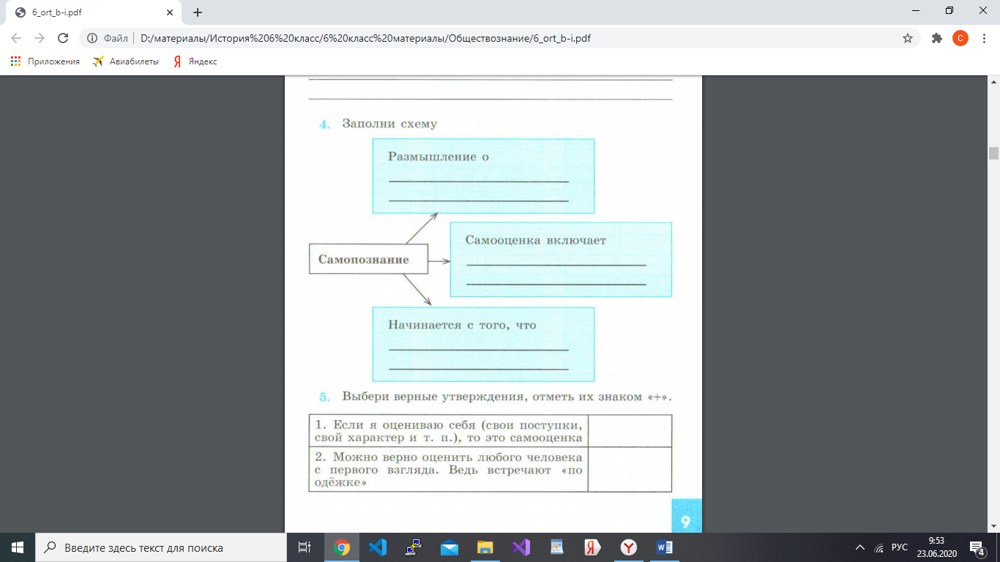 6_ort_b-i.pdf
Файл
D:/материалы/История%206%20класс/6%20класс%20материалы/Обществознание/6_ort_b-i.pdf
С
Приложения
Авиабилеты
Я
Яндекс
4. Заполни схему
Размышление о
Самооценка включает
Самопознание
Начинается с того, что
5. Выбери верные утверждения, отметь их знаком «+».
1. Если я оцениваю себя (свои поступки,
свой характер и т. п.), то это самооценка
2. Можно верно оценить любого человека
с первого взгляда. Ведь встречают «по
одёжке»
9
Введите здесь текст для поиска
РУС
9:53
23.06.2020
4